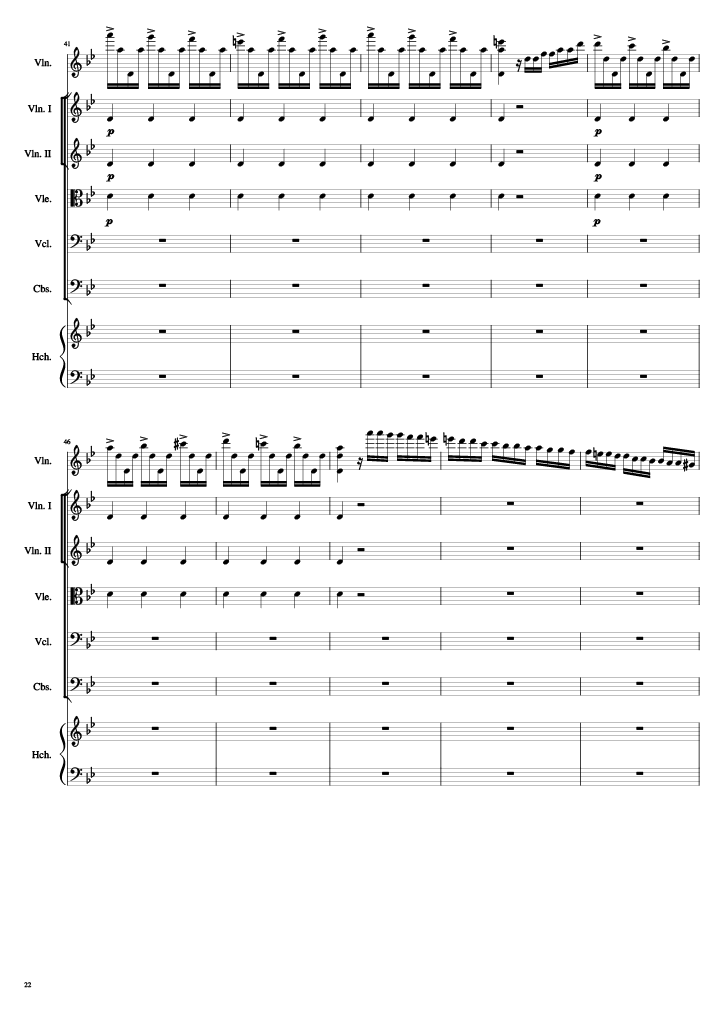 41
Vln.
Vln. I
p
Vln. II
p
Vle.
p
Vcl.
Cbs.
Hch.
p
p
p
46
Vln.
Vln. I
Vln. II
Vle.
Vcl.
Cbs.
Hch.
22